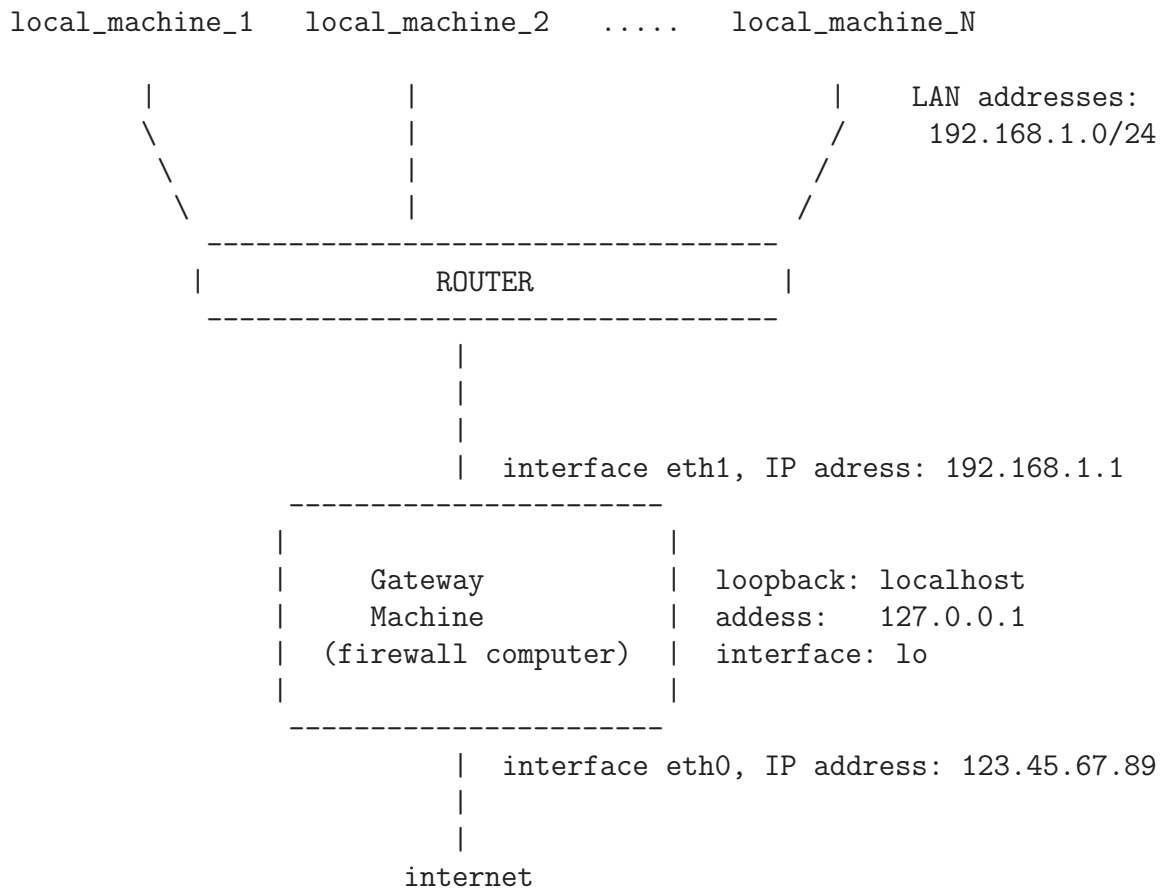 local_machine_1 local_machine_2 ..... local_machine_N
LAN addresses:
192.168.1.0/24
ROUTER
interface eth1, IP adress: 192.168.1.1
Gateway loopback: localhost
Machine addess: 127.0.0.1
(firewall computer) interface: lo
interface eth0, IP address: 123.45.67.89
internet